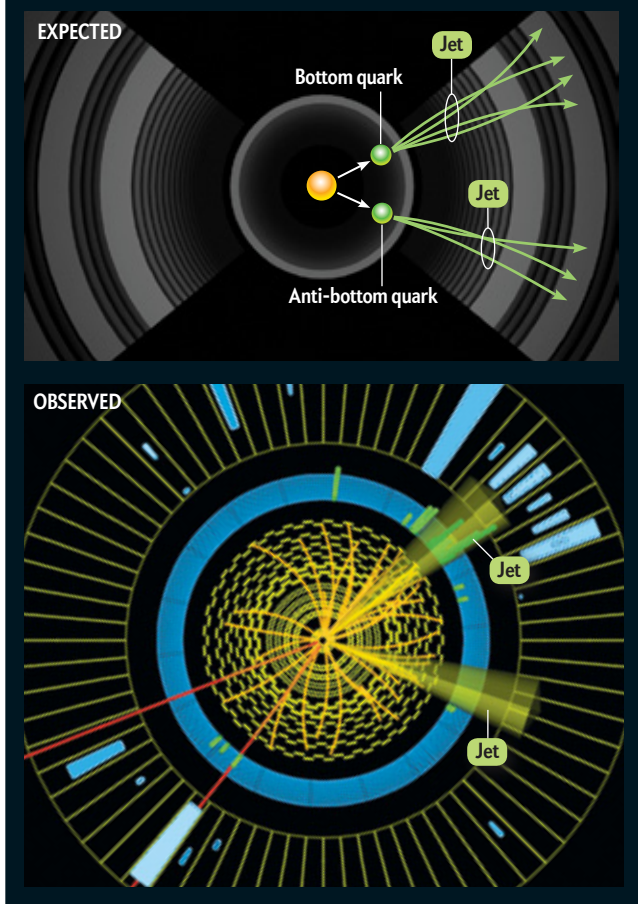 EXPECTED
Jet
Bottom quark
Jet
Anti-bottom quark
OBSERVED
Jet
Jet